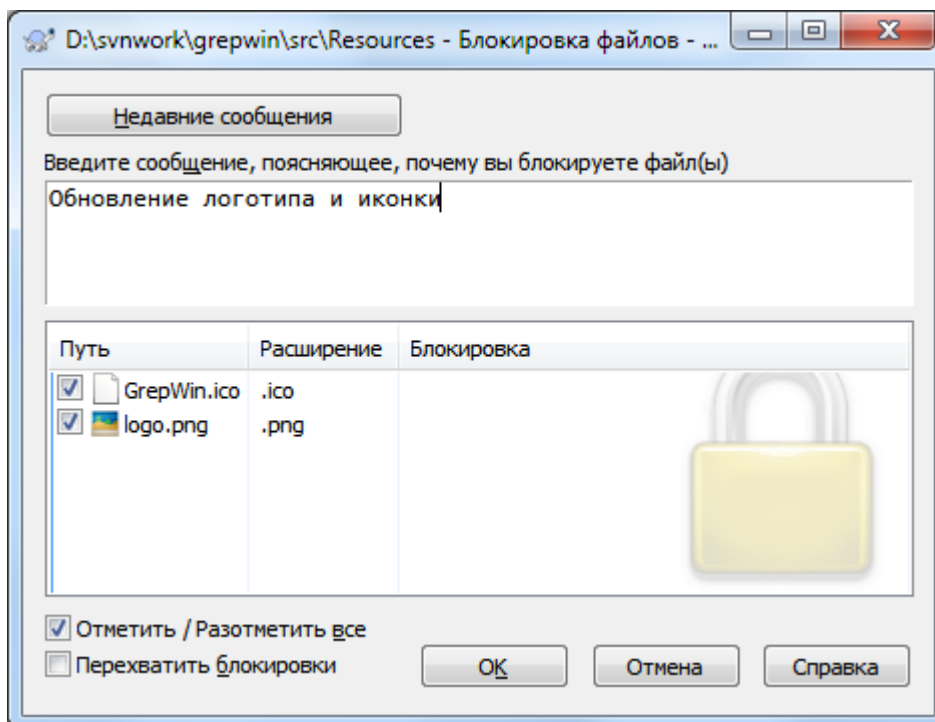 D:\svnwork\grepwin\src\Resources - Блокировка файлов - ...
Недавние сообщения
Введите сообщение, поясняющее, почему вы блокируете файл(ы)
Обновление логотипа и иконки
Путь Расширение Блокировка
GrepWin.ico .ico
logo.png .png
Отметить / Разотметить все
Перехватить блокировки
OK Отмена Справка